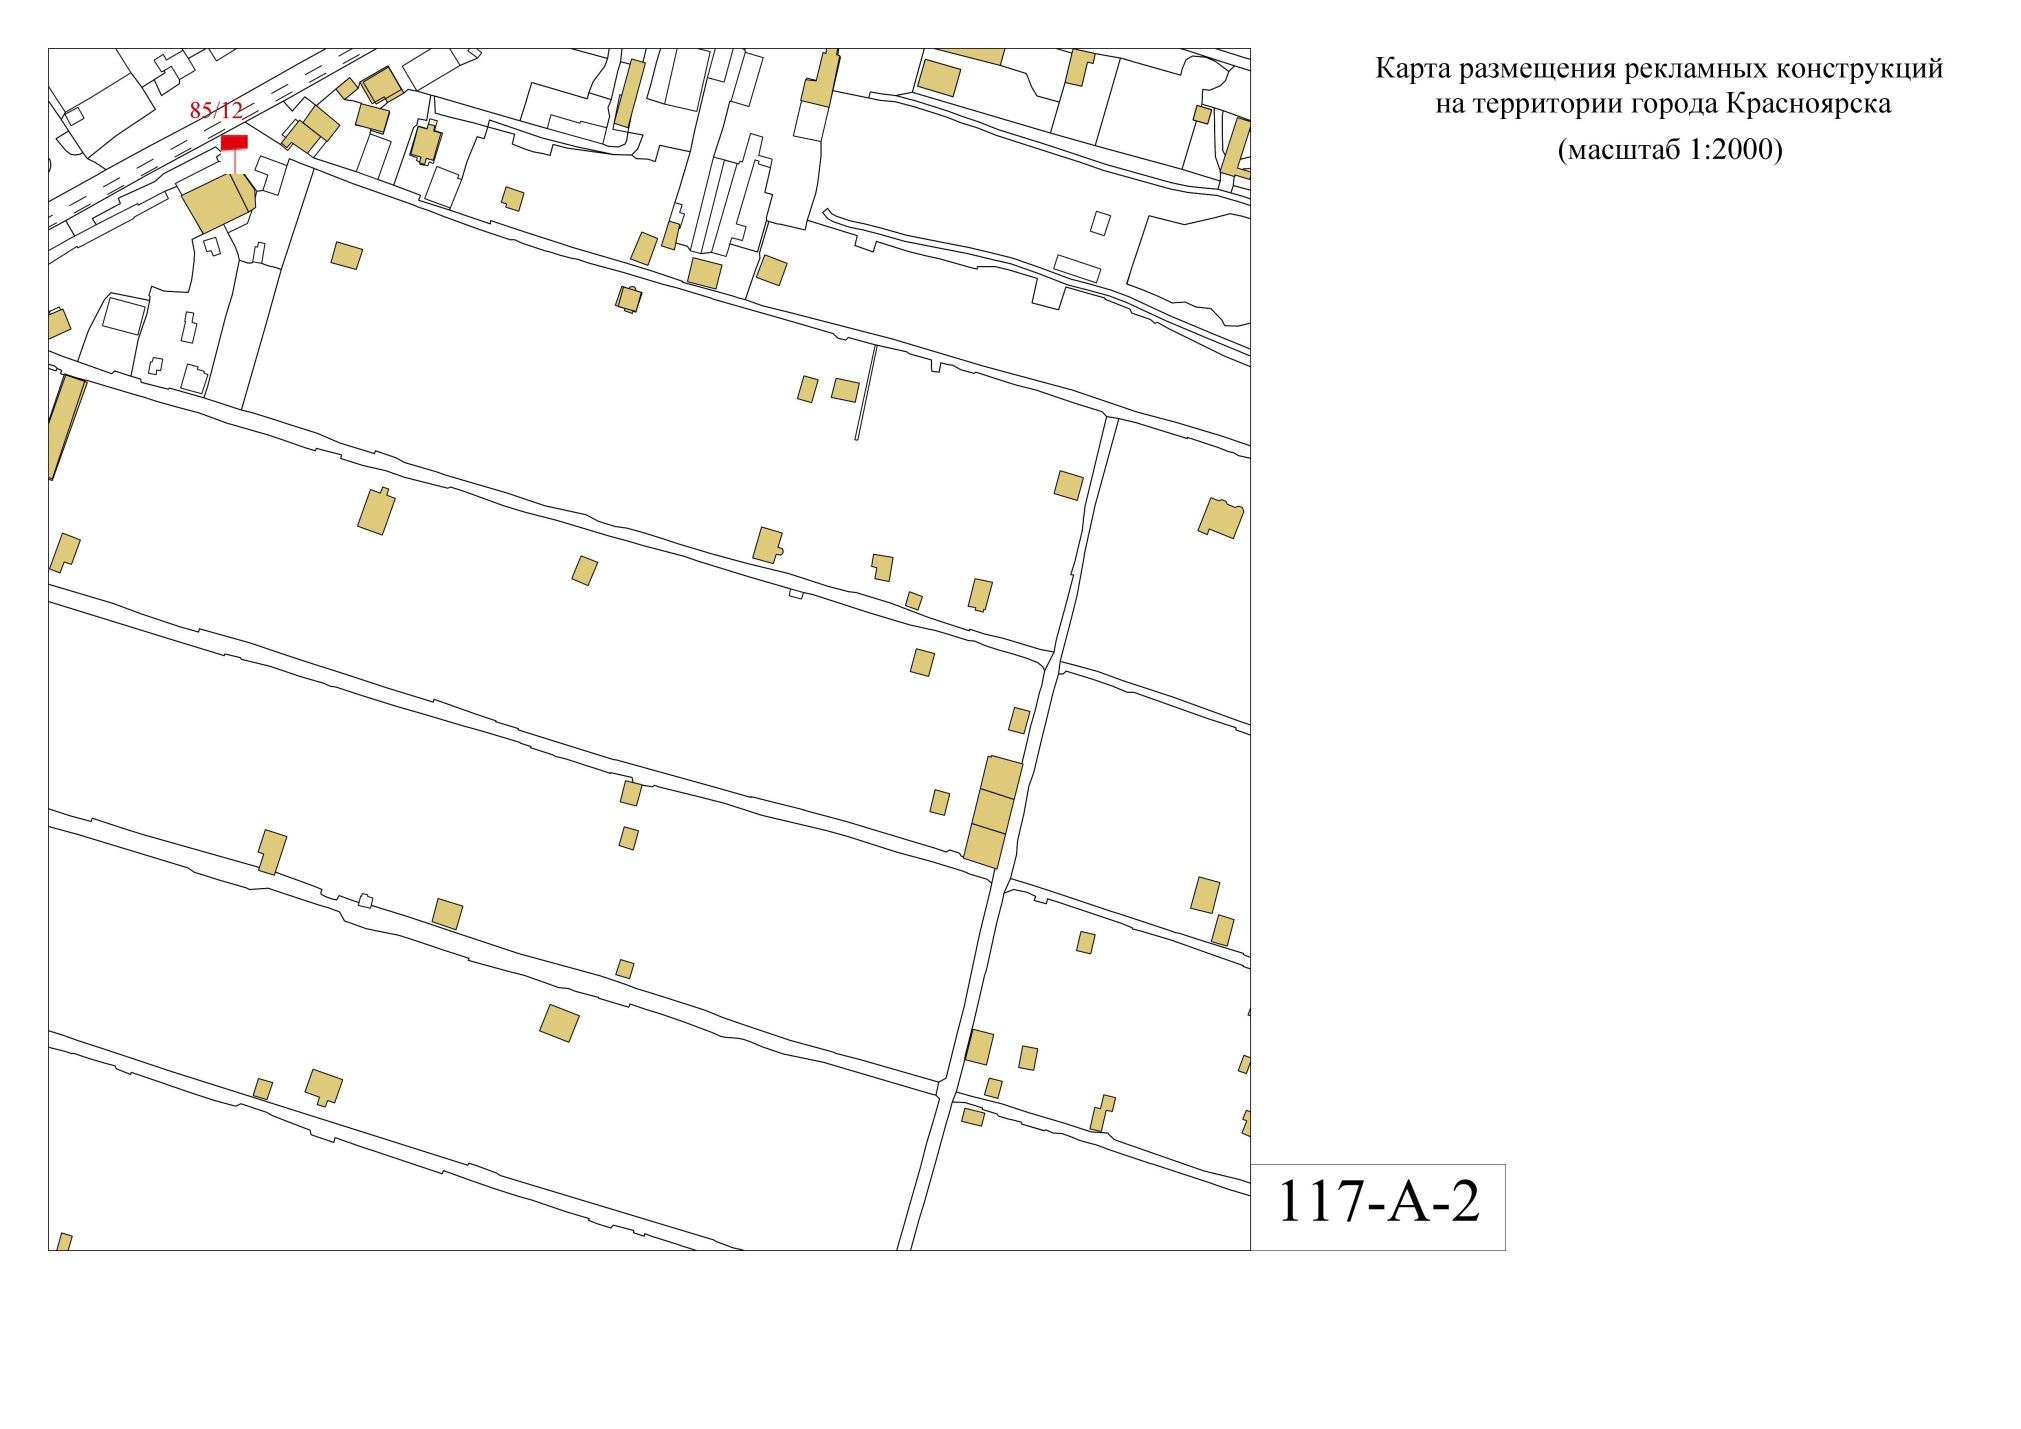 Карта размещения рекламных конструкций
на территории города Красноярска
(масштаб 1:2000)
85/12
117-А-2